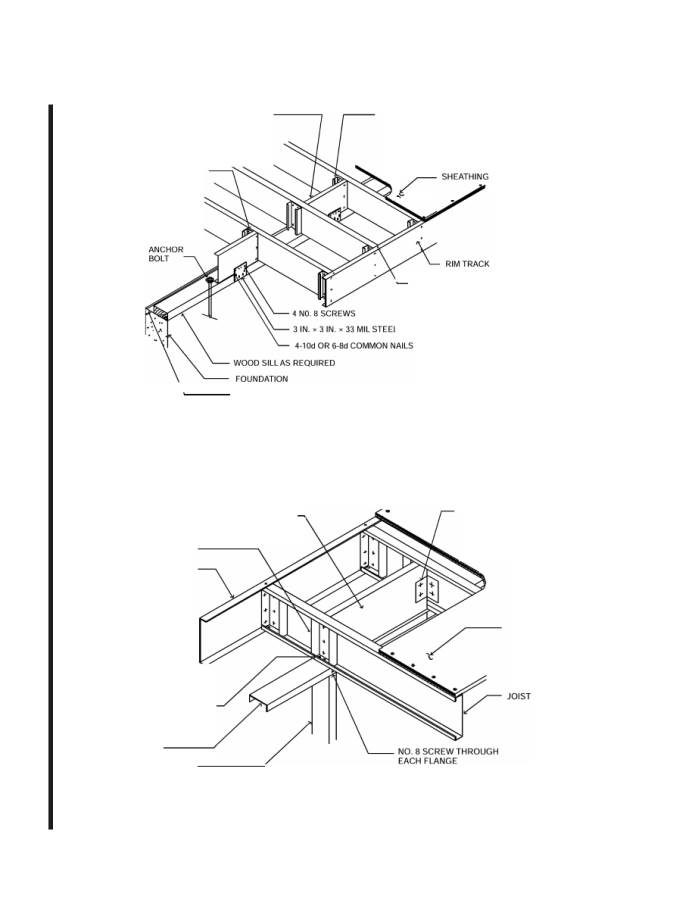 SHEATHING
ANCHOR
BOLT
RIM TRACK
4 N0. 8 SCREWS
3 IN. × 3 IN. × 33 MIL STEEL
4-10d OR 6-8d COMMON NAILS
WOOD SILL AS REQUIRED
FOUNDATION
JOIST
NO. 8 SCREW THROUGH
EACH FLANGE